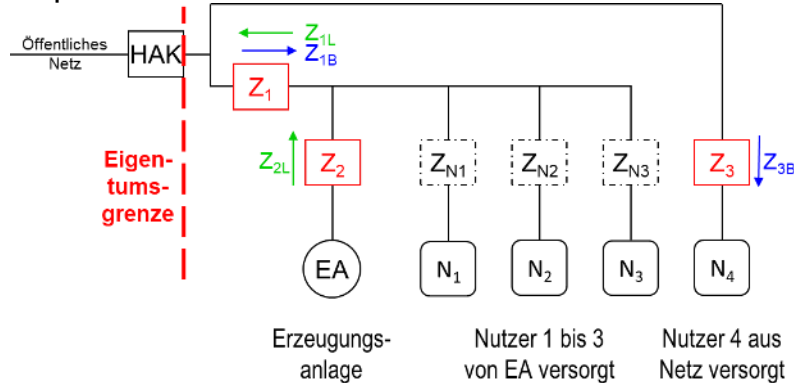 Öffentliches
Netz
HAK
Z1L
Z1B
Z1
Eigen-
tums-
grenze
Z2L
Z2
ZN1
ZN2
ZN3
Z3
Z3B
EA
N1
N2
N3
N4
Erzeugungs-
anlage
Nutzer 1 bis 3
von EA versorgt
Nutzer 4 aus
Netz versorgt